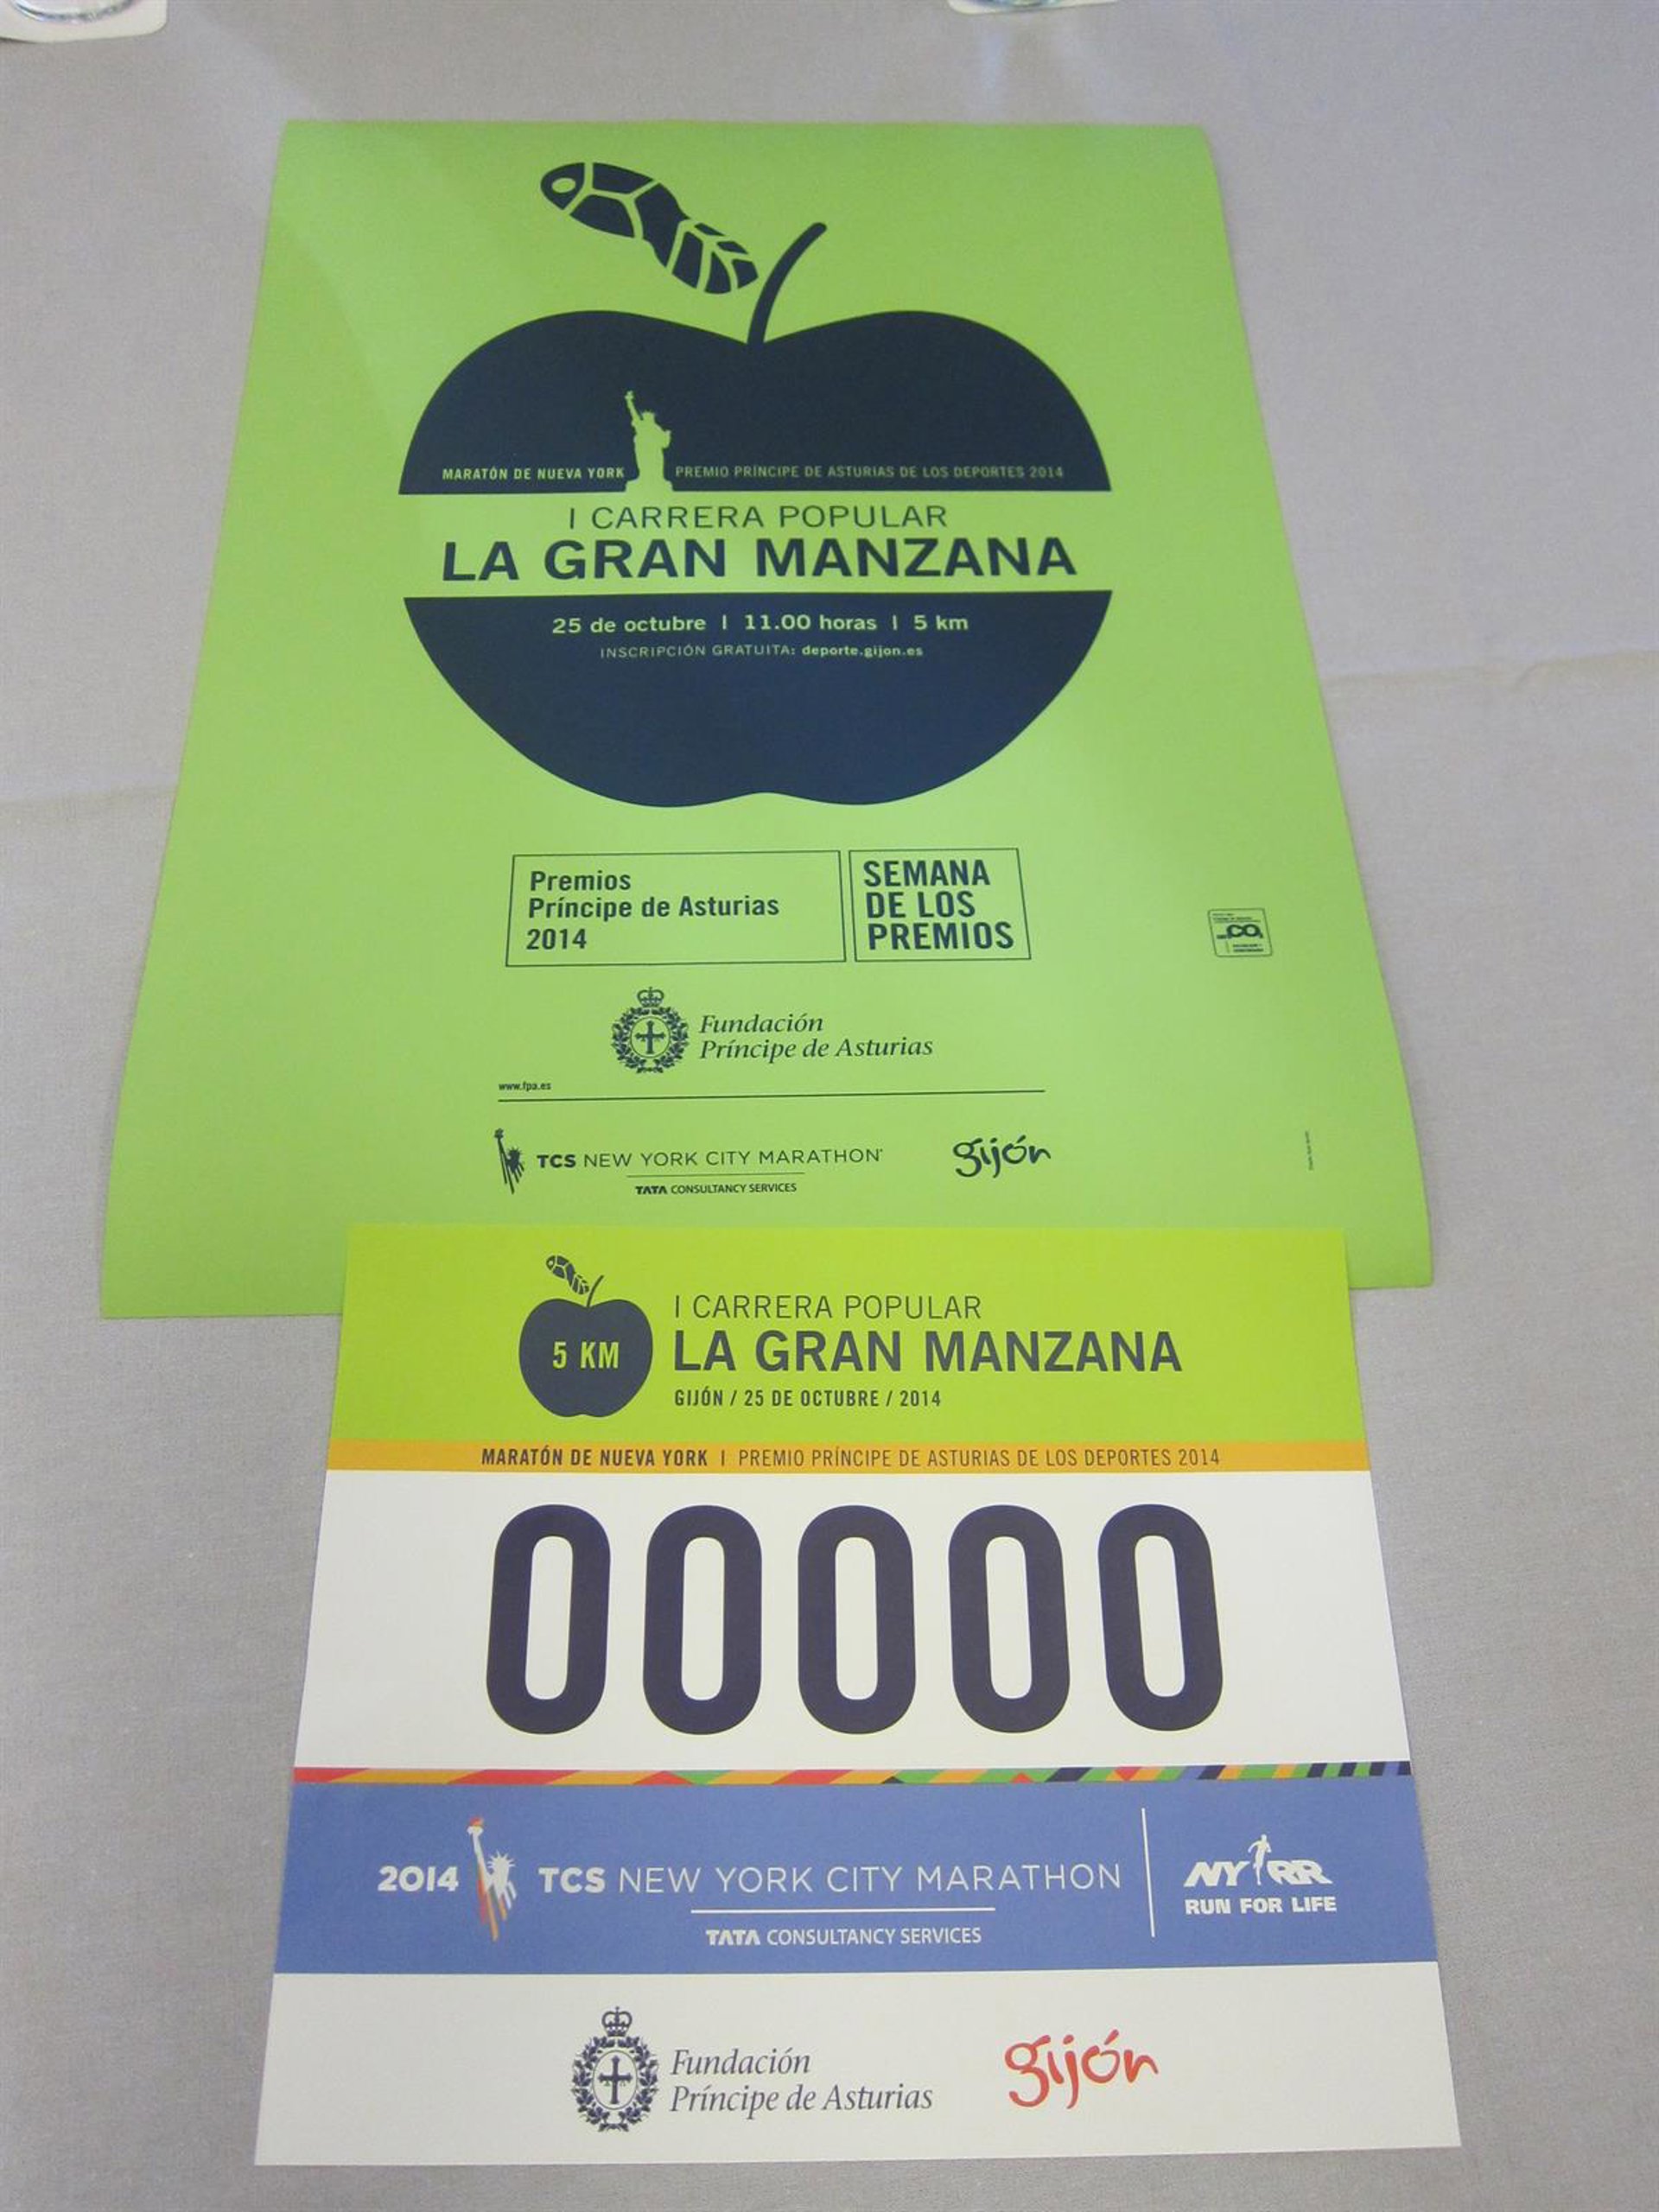 MARATÓN DE NUEVA YORK PREMIO PRÍNCIPE DE ASTURIAS DE LOS DEPORTES 2014
I CARRERA POPULAR
LA GRAN MANZANA
25 de octubre | 11.00 horas | 5 km
INSCRIPCIÓN GRATUITA: deporte.gijon.es
Premios
Príncipe de Asturias
2014
SEMANA
DE LOS
PREMIOS
CO₂
Fundación
Príncipe de Asturias
www.fpa.es
TCS NEW YORK CITY MARATHON
TATA CONSULTANCY SERVICES
gijón
5 KM
I CARRERA POPULAR
LA GRAN MANZANA
GIJÓN / 25 DE OCTUBRE / 2014
MARATÓN DE NUEVA YORK | PREMIO PRÍNCIPE DE ASTURIAS DE LOS DEPORTES 2014
00000
2014 TCS NEW YORK CITY MARATHON
TATA CONSULTANCY SERVICES
NYRR
RUN FOR LIFE
Fundación
Príncipe de Asturias
gijón